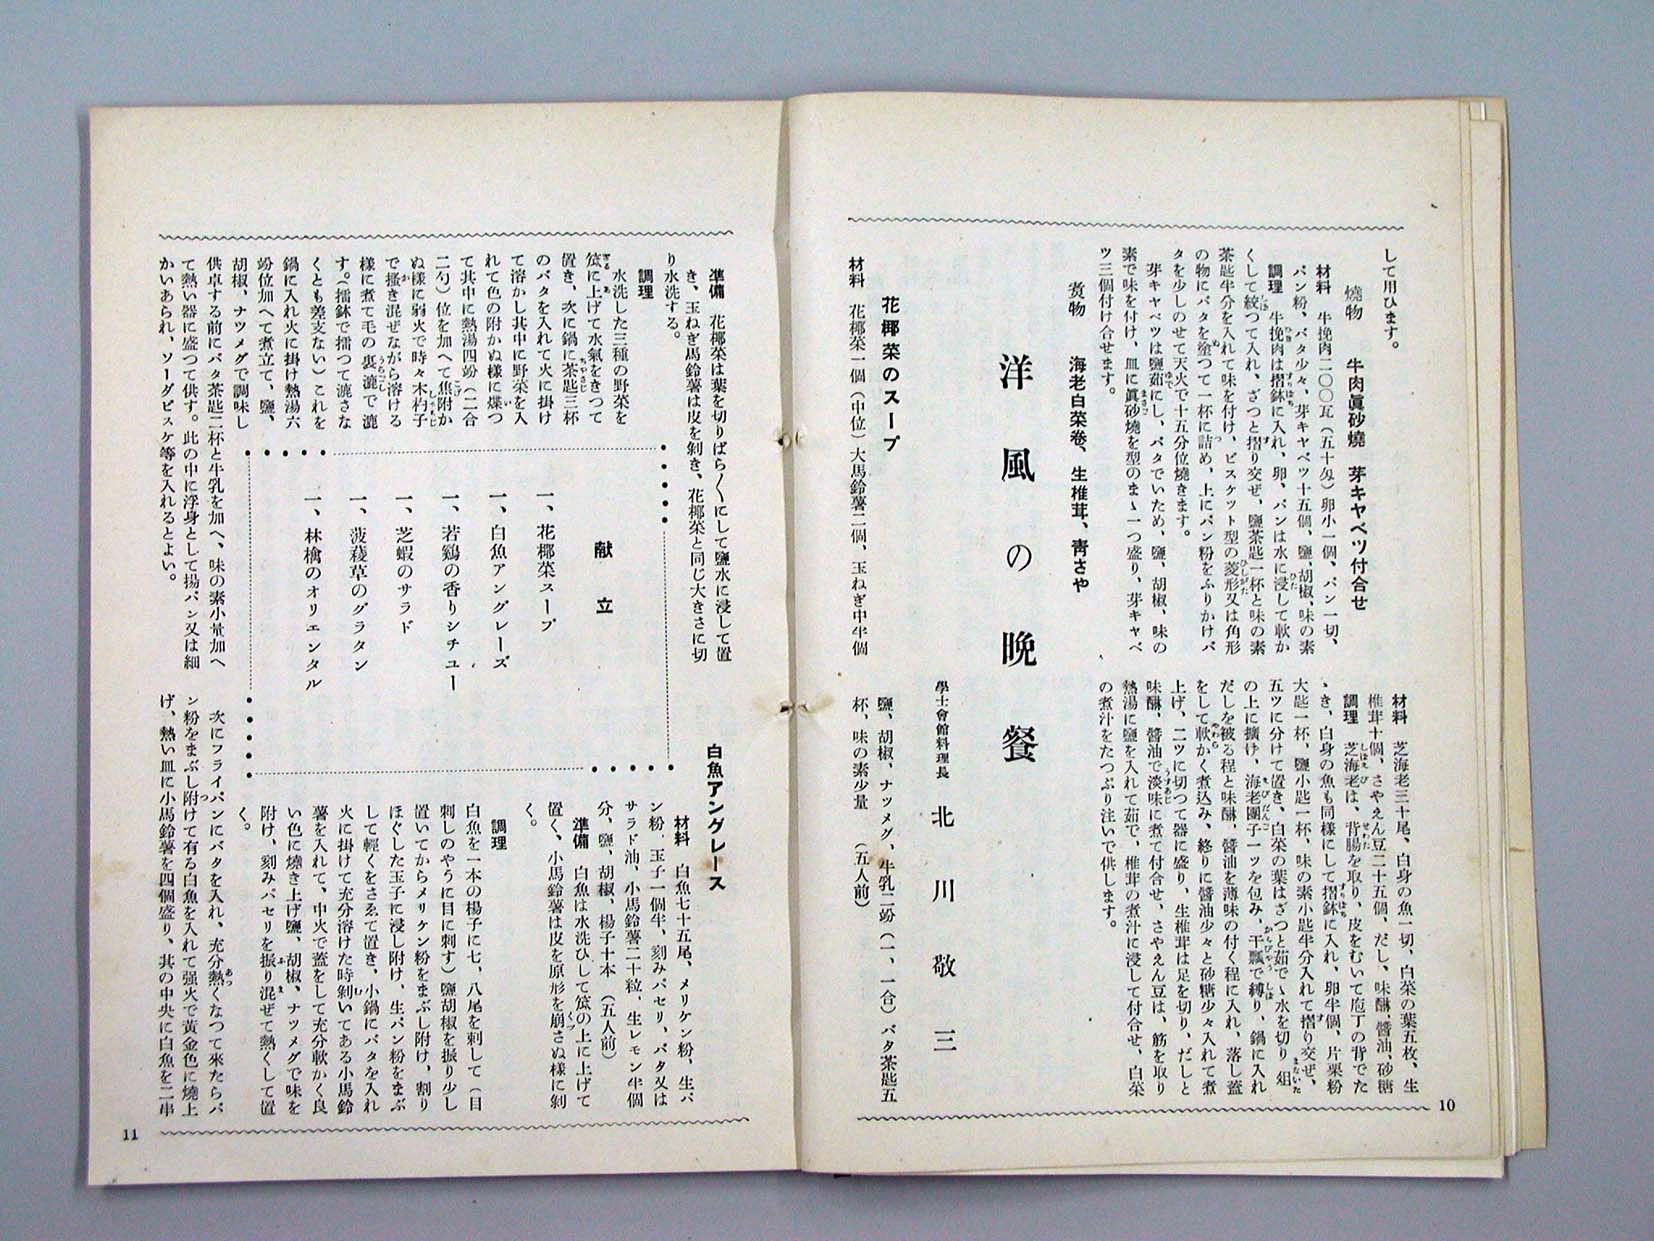 して用ひます。
燒物　牛肉眞砂燒　芽キヤベツ付合せ
材料　牛挽肉二〇〇瓦（五十匁）卵小一個、パン一切、
パン粉、バタ少々、芽キヤベツ十五個、鹽、胡椒、味の素
調理　牛挽肉は摺鉢に入れ、卵、パンは水に浸して軟か
くして絞つて入れ、ざつと摺り交ぜ、鹽茶匙一杯と味の素
茶匙半分を入れて味を付け、ビスケット型の菱形又は角形
の物にバタを塗つて一杯に詰め、上にパン粉をふりかけバ
タを少しのせて天火で十五分位燒きます。
芽キヤベツは鹽茹にし、バタでいため、鹽、胡椒、味の
素で味を付け、皿に眞砂燒を型のまゝ一つ盛り、芽キヤベ
ツ三個付け合せます。
煮物　海老白菜卷、生椎茸、靑さや
材料　芝海老三十尾、白身の魚一切、白菜の葉五枚、生
椎茸十個、さやえん豆二十五個、だし、味醂、醬油、砂糖
調理　芝海老は、背腸を取り、皮をむいて庖丁の背でた
ゝき、白身の魚も同樣にして摺鉢に入れ、卵半個、片栗粉
大匙一杯、鹽小匙一杯、味の素小匙半分入れて摺り交ぜ、
五ツに分けて置き、白菜の葉はざつと茹でゝ水を切り　俎
の上に擴げ、海老團子一ツを包み、干瓢で縛り、鍋に入れ
だしを被る程と味醂、醬油を薄味の付く程に入れ、落し蓋
をして軟かく煮込み、終りに醬油少々と砂糖少々入れて煮
上げ、二ツに切つて器に盛り、生椎茸は足を切り、だしと
味醂、醬油で淡味に煮て付合せ、さやえん豆は、筋を取り
熱湯に鹽を入れて茹で、椎茸の煮汁に浸して付合せ、白菜
の煮汁をたつぷり注いで供します。
洋風の晩餐
學士會館料理長　北川敬三
花椰菜のスープ
材料　花椰菜一個（中位）大馬鈴薯二個、玉ねぎ中半個
鹽、胡椒、ナツメグ、牛乳二竕（一、一合）バタ茶匙五
杯、味の素少量　（五人前）
10
準備　花椰菜は葉を切りばら〳〵にして鹽水に浸して置
き、玉ねぎ馬鈴薯は皮を剝き、花椰菜と同じ大きさに切
り水洗する。
調理
水洗した三種の野菜を
笊に上げて水氣をきつて
置き、次に鍋に茶匙三杯
のバタを入れて火に掛け
て溶かし其中に野菜を入
れて色の附かぬ樣に煠つ
て其中に熱湯四竕（二合
二勺）位を加へて焦附か
ぬ樣に弱火で時々木杓子
で搔き混ぜながら溶ける
樣に煮て毛の裏漉で漉
す。（擂鉢で擂つて漉さな
くとも差支ない）これを
鍋に入れ火に掛け熱湯六
竕位加へて煮立て、鹽、
胡椒、ナツメグで調味し
供卓する前にバタ茶匙二杯と牛乳を加へ、味の素小量加へ
て熱い器に盛つて供す。此の中に浮身として揚パン又は細
かいあられ、ソーダビスケ等を入れるとよい。
献立
一、花椰菜スープ
一、白魚アングレーズ
一、若鷄の香りシチュー
一、芝蝦のサラド
一、菠薐草のグラタン
一、林檎のオリエンタル
白魚アングレース
材料　白魚七十五尾、メリケン粉、生パ
ン粉、玉子一個半、刻みパセリ、バタ又は
サラド油、小馬鈴薯二十粒、生レモン半個
分、鹽、胡椒、楊子十本　（五人前）
準備　白魚は水洗ひして笊の上に上げて
置く、小馬鈴薯は皮を原形を崩さぬ樣に剝
く。
調理
白魚を一本の楊子に七、八尾を刺して（目
刺しのやうに目に刺す）鹽胡椒を振り少し
置いてからメリケン粉をまぶし附け、割り
ほぐした玉子に浸し附け、生パン粉をまぶ
して輕くおさゑて置き、小鍋にバタを入れ
火に掛けて充分溶けた時剝いてある小馬鈴
薯を入れて、中火で蓋をして充分軟かく良
い色に燒き上げ鹽、胡椒、ナツメグで味を
附け、刻みパセリを振り混ぜて熱くして置
く。
次にフライパンにバタを入れ、充分熱くなつて來たらパ
ン粉をまぶし附けて有る白魚を入れて强火で黃金色に燒上
げ、熱い皿に小馬鈴薯を四個盛り、其の中央に白魚を二串
11